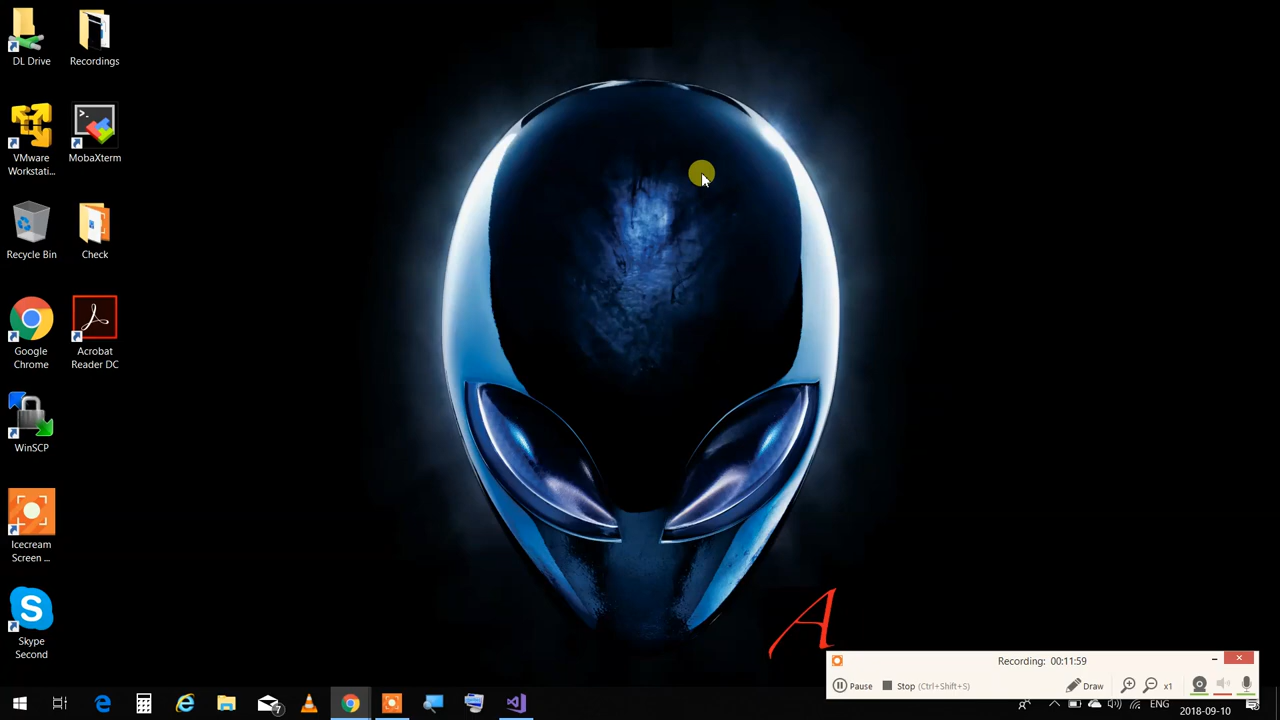 DL Drive
Recordings
VMware
Workstati...
MobaXterm
Recycle Bin
Check
Google
Chrome
Acrobat
Reader DC
WinSCP
Icecream
Screen ...
Skype
Second
A
Recording: 00:11:59
Pause
Stop (Ctrl+Shift+S)
Draw
x1
7
ENG
2018-09-10